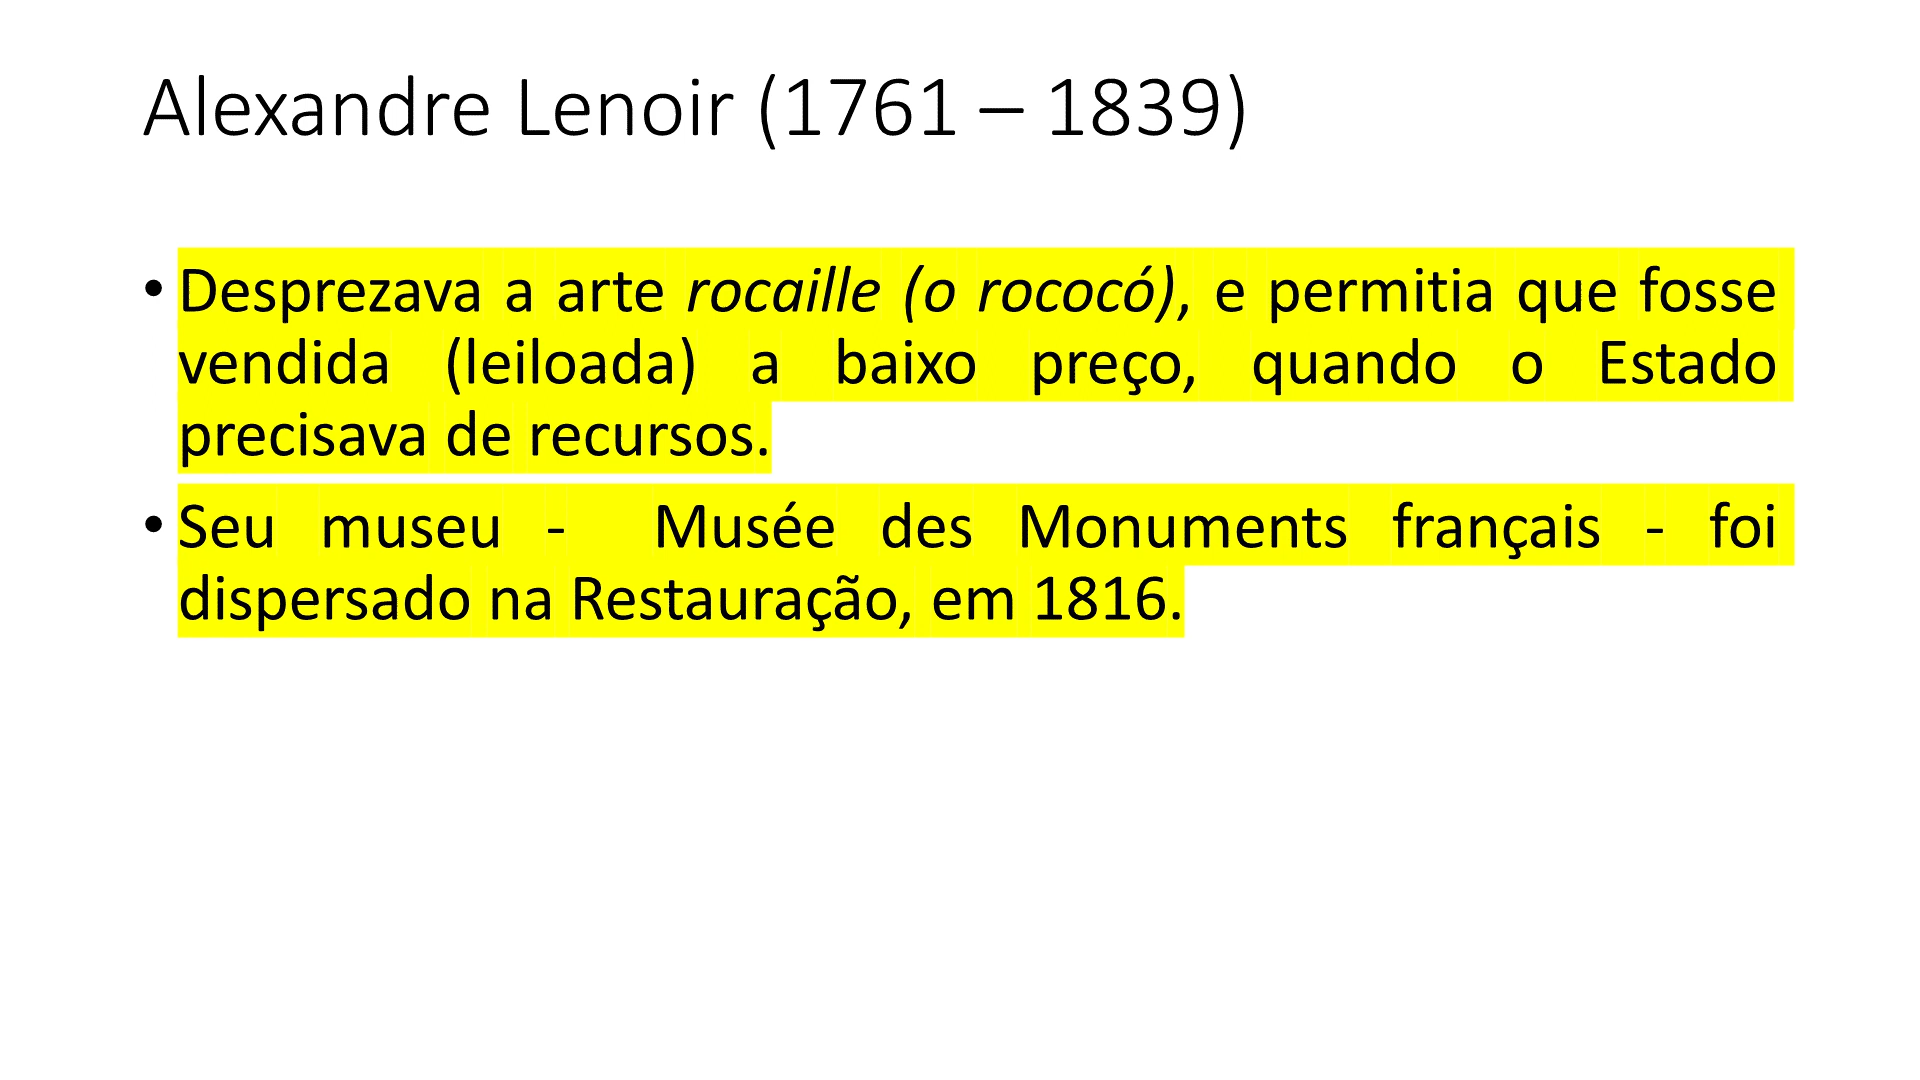 Alexandre Lenoir (1761 – 1839)
• Desprezava a arte rocaille (o rococó), e permitia que fosse
vendida (leiloada) a baixo preço, quando o Estado
precisava de recursos.
• Seu museu - Musée des Monuments français - foi
dispersado na Restauração, em 1816.